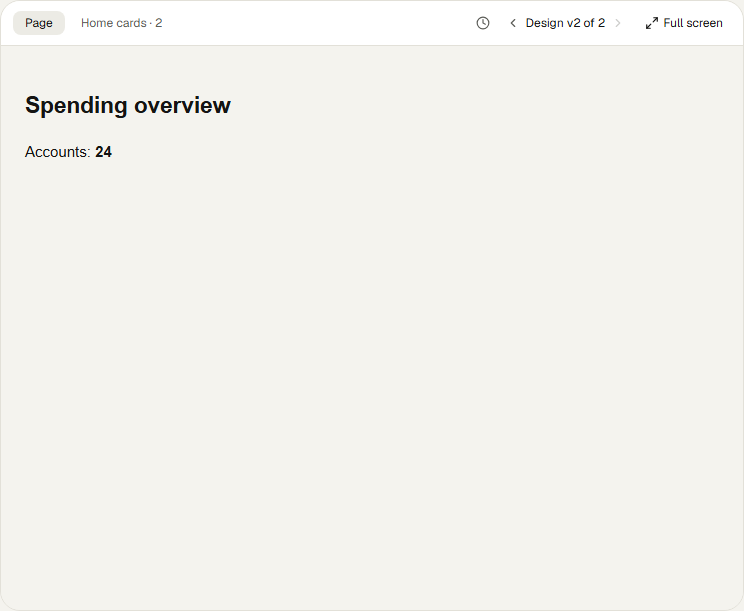 Page Home cards · 2 Design v2 of 2 Full screen
Spending overview
Accounts: 24